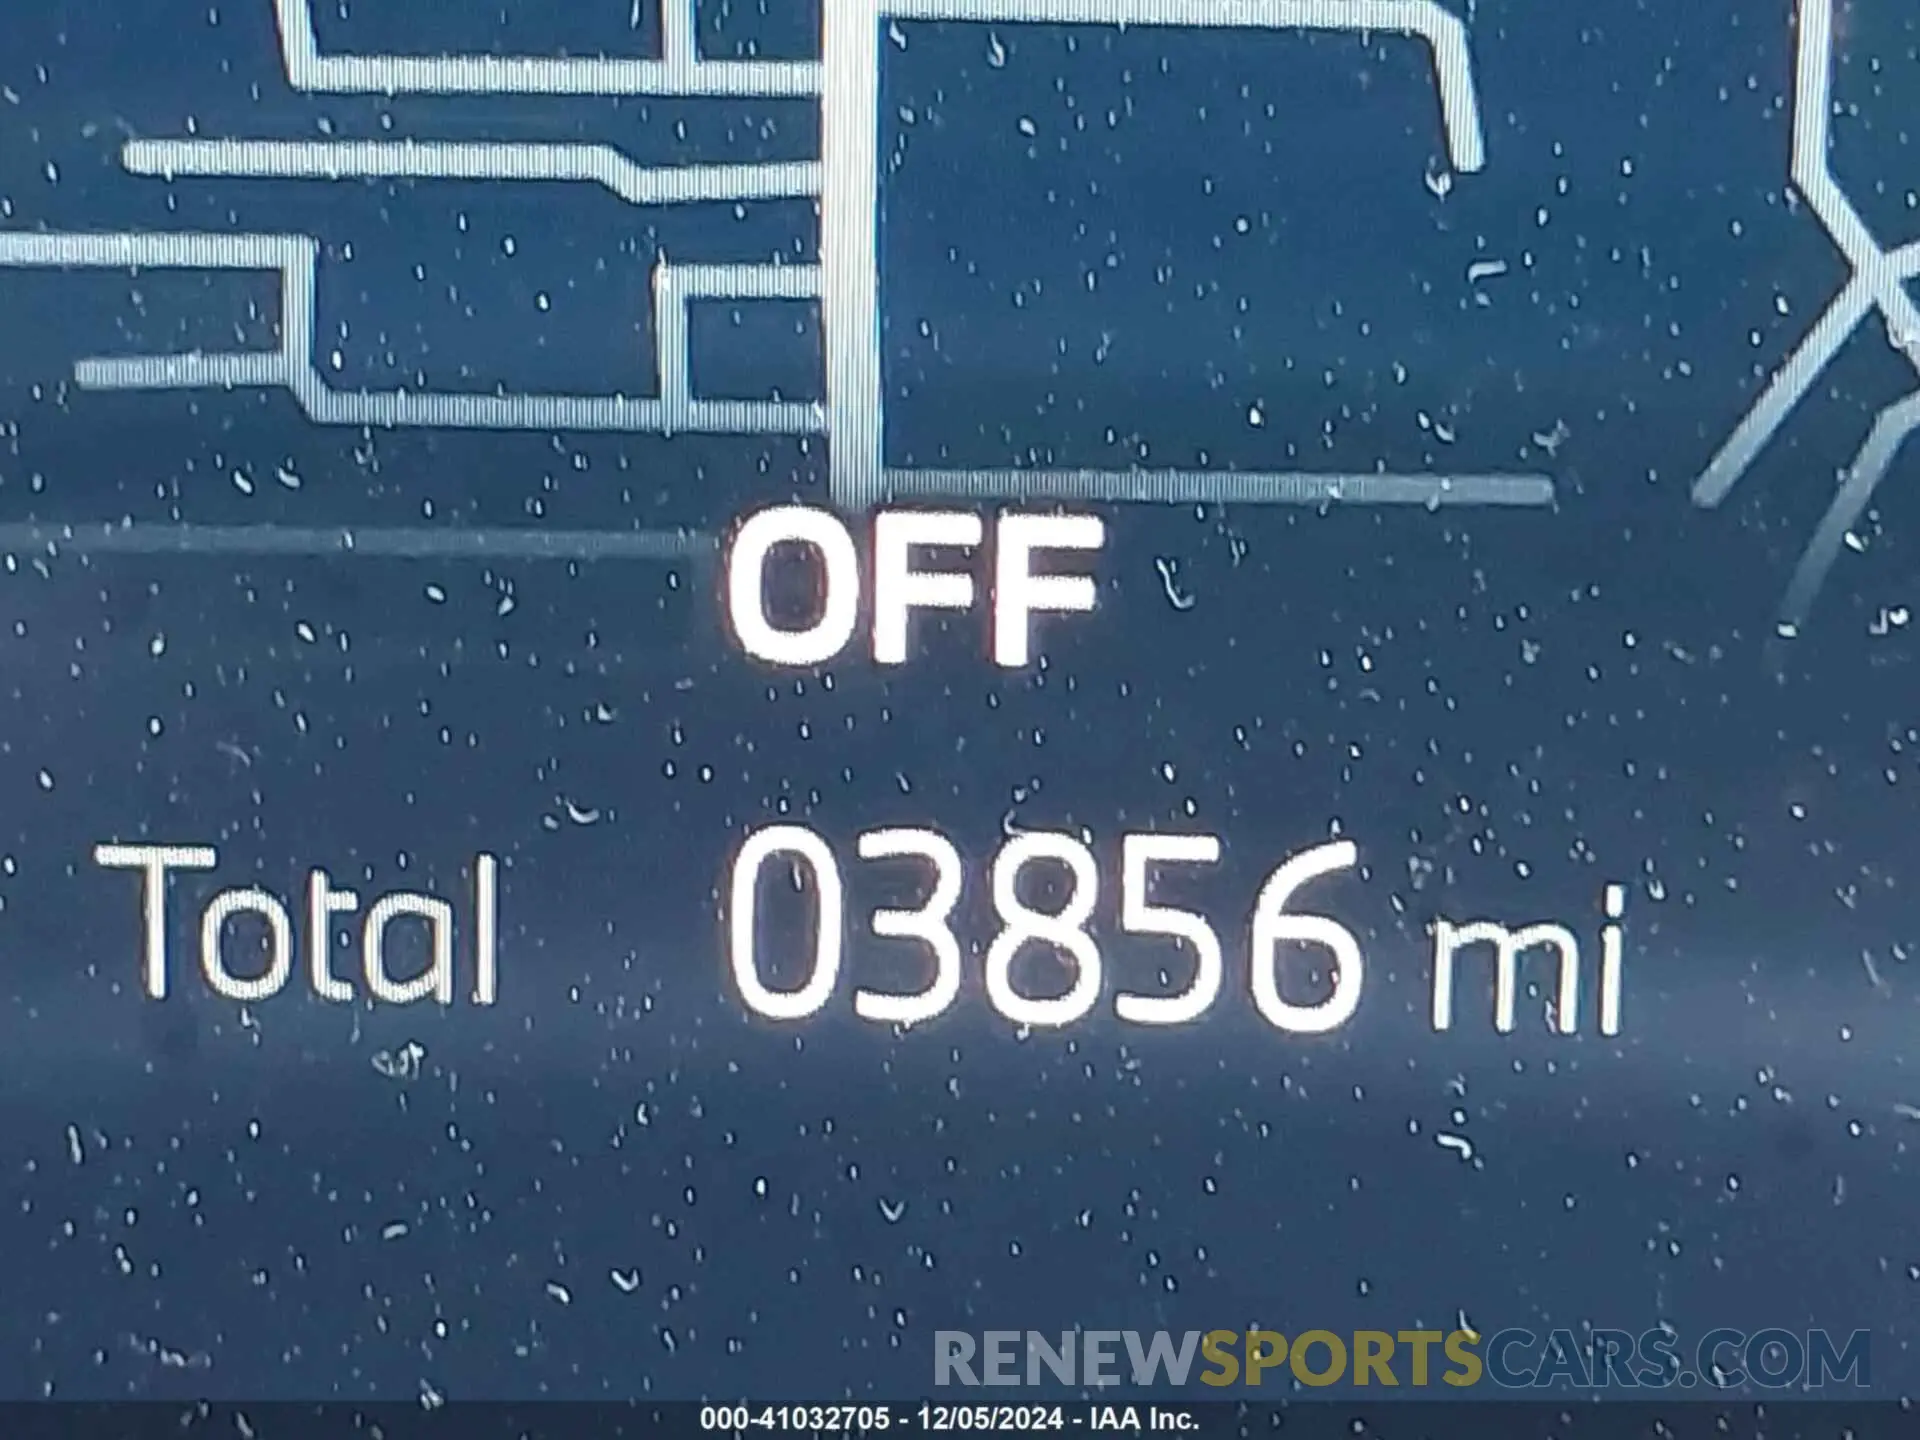 OFF
Total 03856 mi
RENEWSPORTSCARS.COM
000-41032705 - 12/05/2024 - IAA Inc.